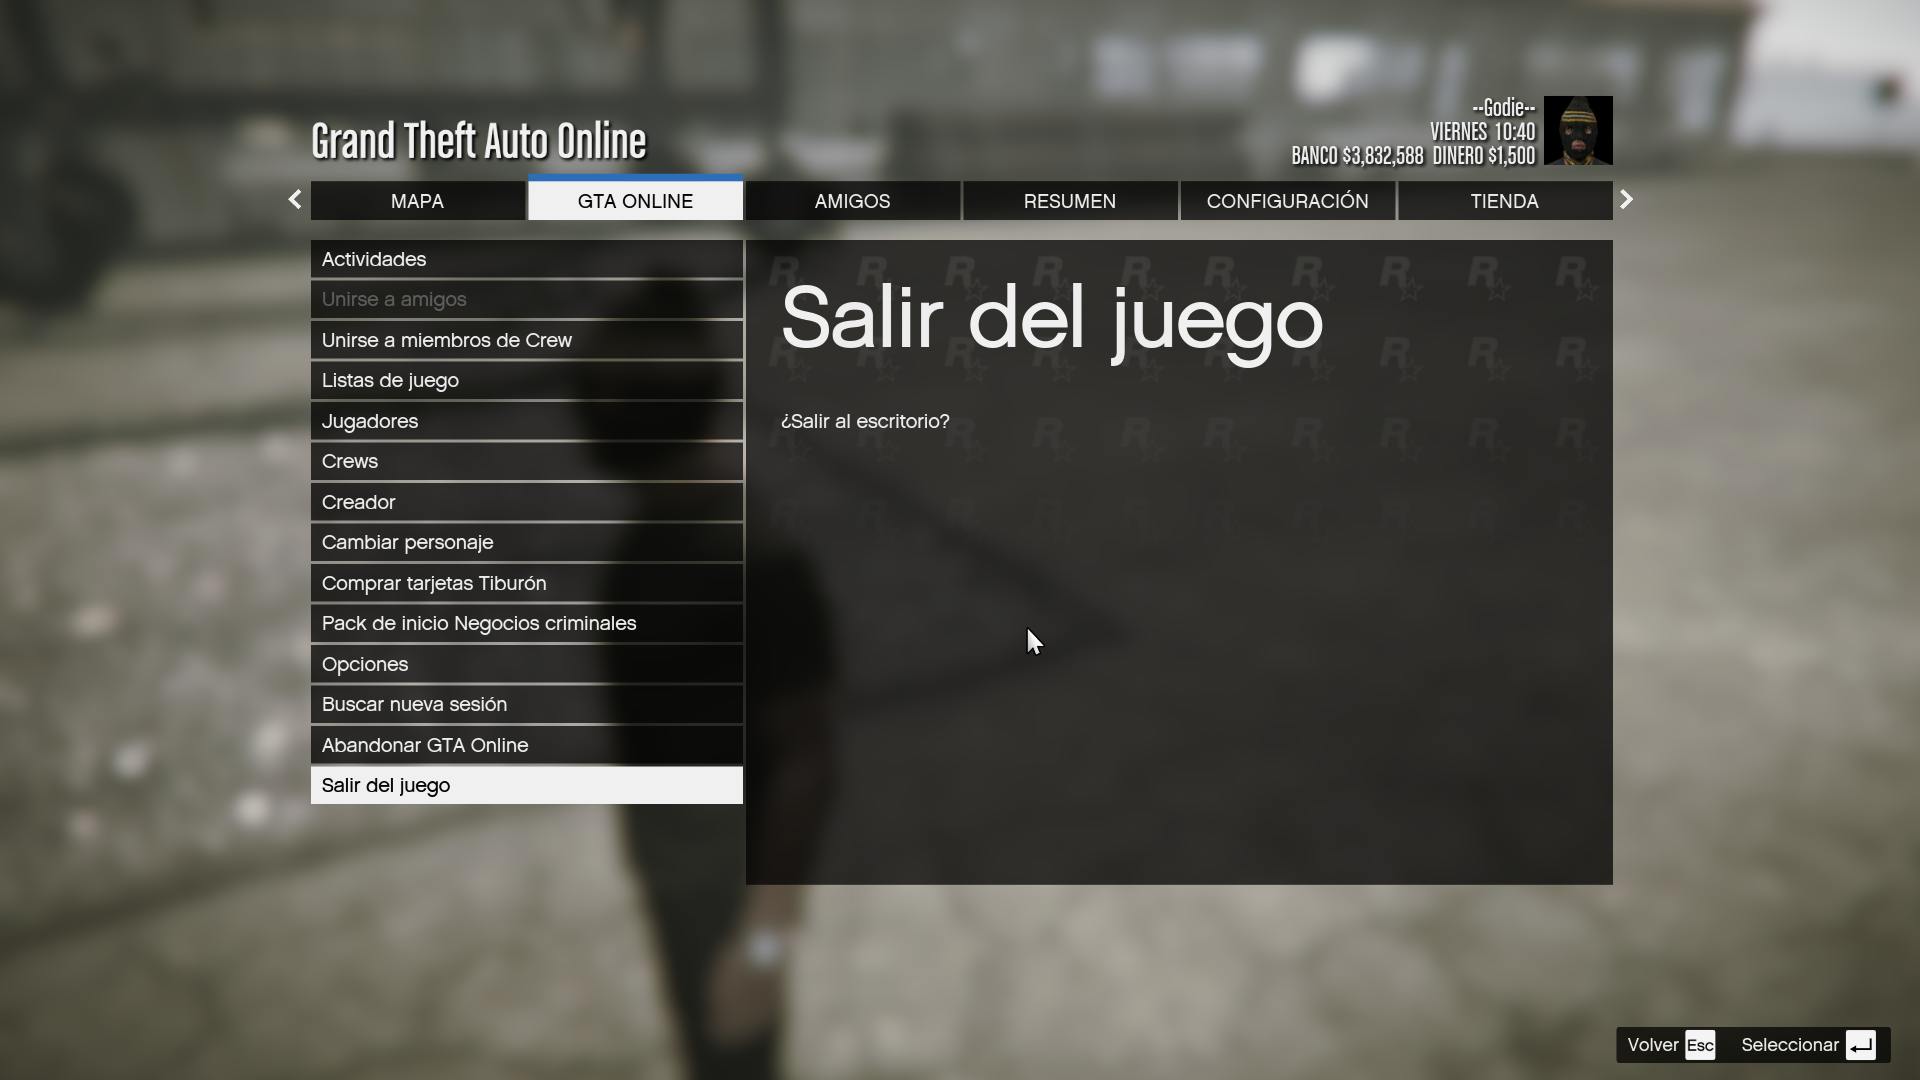 Grand Theft Auto Online
--Godie--
VIERNES 10:40
BANCO $3,832,588 DINERO $1,500
MAPA
GTA ONLINE
AMIGOS
RESUMEN
CONFIGURACIÓN
TIENDA
Actividades
Unirse a amigos
Unirse a miembros de Crew
Listas de juego
Jugadores
Crews
Creador
Cambiar personaje
Comprar tarjetas Tiburón
Pack de inicio Negocios criminales
Opciones
Buscar nueva sesión
Abandonar GTA Online
Salir del juego
Salir del juego
¿Salir al escritorio?
Volver Esc Seleccionar